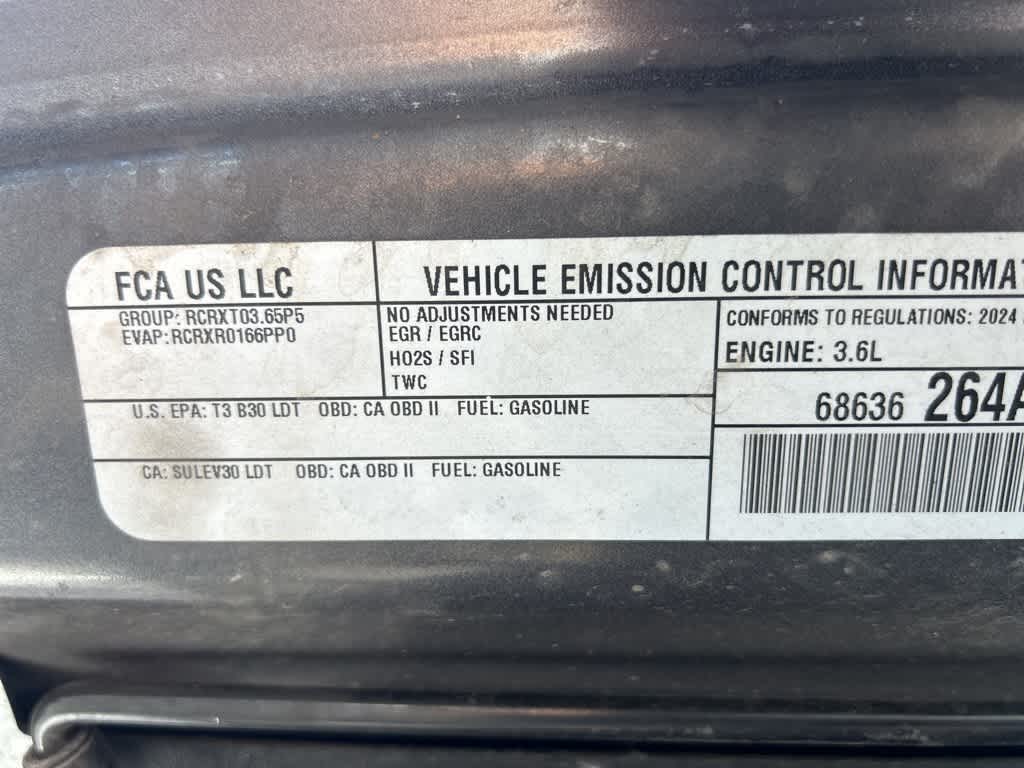 FCA US LLC
VEHICLE EMISSION CONTROL
GROUP: RCRXT03.65P5
EVAP: RCRXR0166PP0
NO ADJUSTMENTS NEEDED
EGR / EGRC
HO2S / SFI
TWC
CONFORMS TO REGULATIONS: 2024
ENGINE: 3.6L
68636 264A
U.S. EPA: T3 B30 LDT OBD: CA OBD II FUEL: GASOLINE
CA: SULEV30 LDT OBD: CA OBD II FUEL: GASOLINE